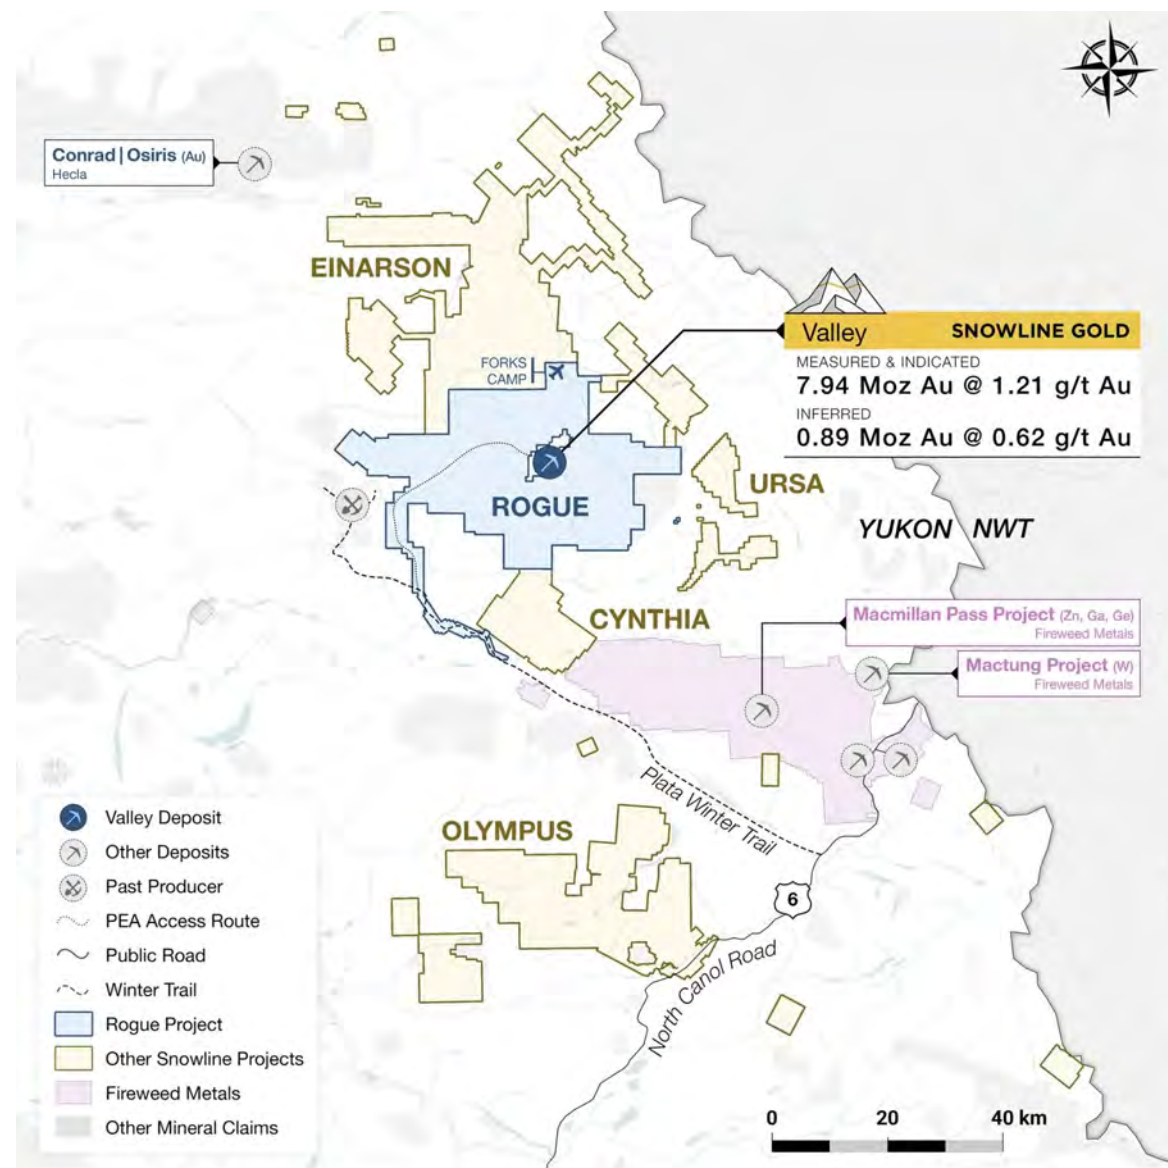 Conrad | Osiris (Au)
Hecla
EINARSON
FORKS
CAMP
Valley SNOWLINE GOLD
MEASURED & INDICATED
7.94 Moz Au @ 1.21 g/t Au
INFERRED
0.89 Moz Au @ 0.62 g/t Au
ROGUE
URSA
YUKON NWT
CYNTHIA
Macmillan Pass Project (Zn, Ga, Ge)
Fireweed Metals
Mactung Project (W)
Fireweed Metals
Plata Winter Trail
OLYMPUS
6
North Canol Road
Valley Deposit
Other Deposits
Past Producer
PEA Access Route
Public Road
Winter Trail
Rogue Project
Other Snowline Projects
Fireweed Metals
Other Mineral Claims
0 20 40 km